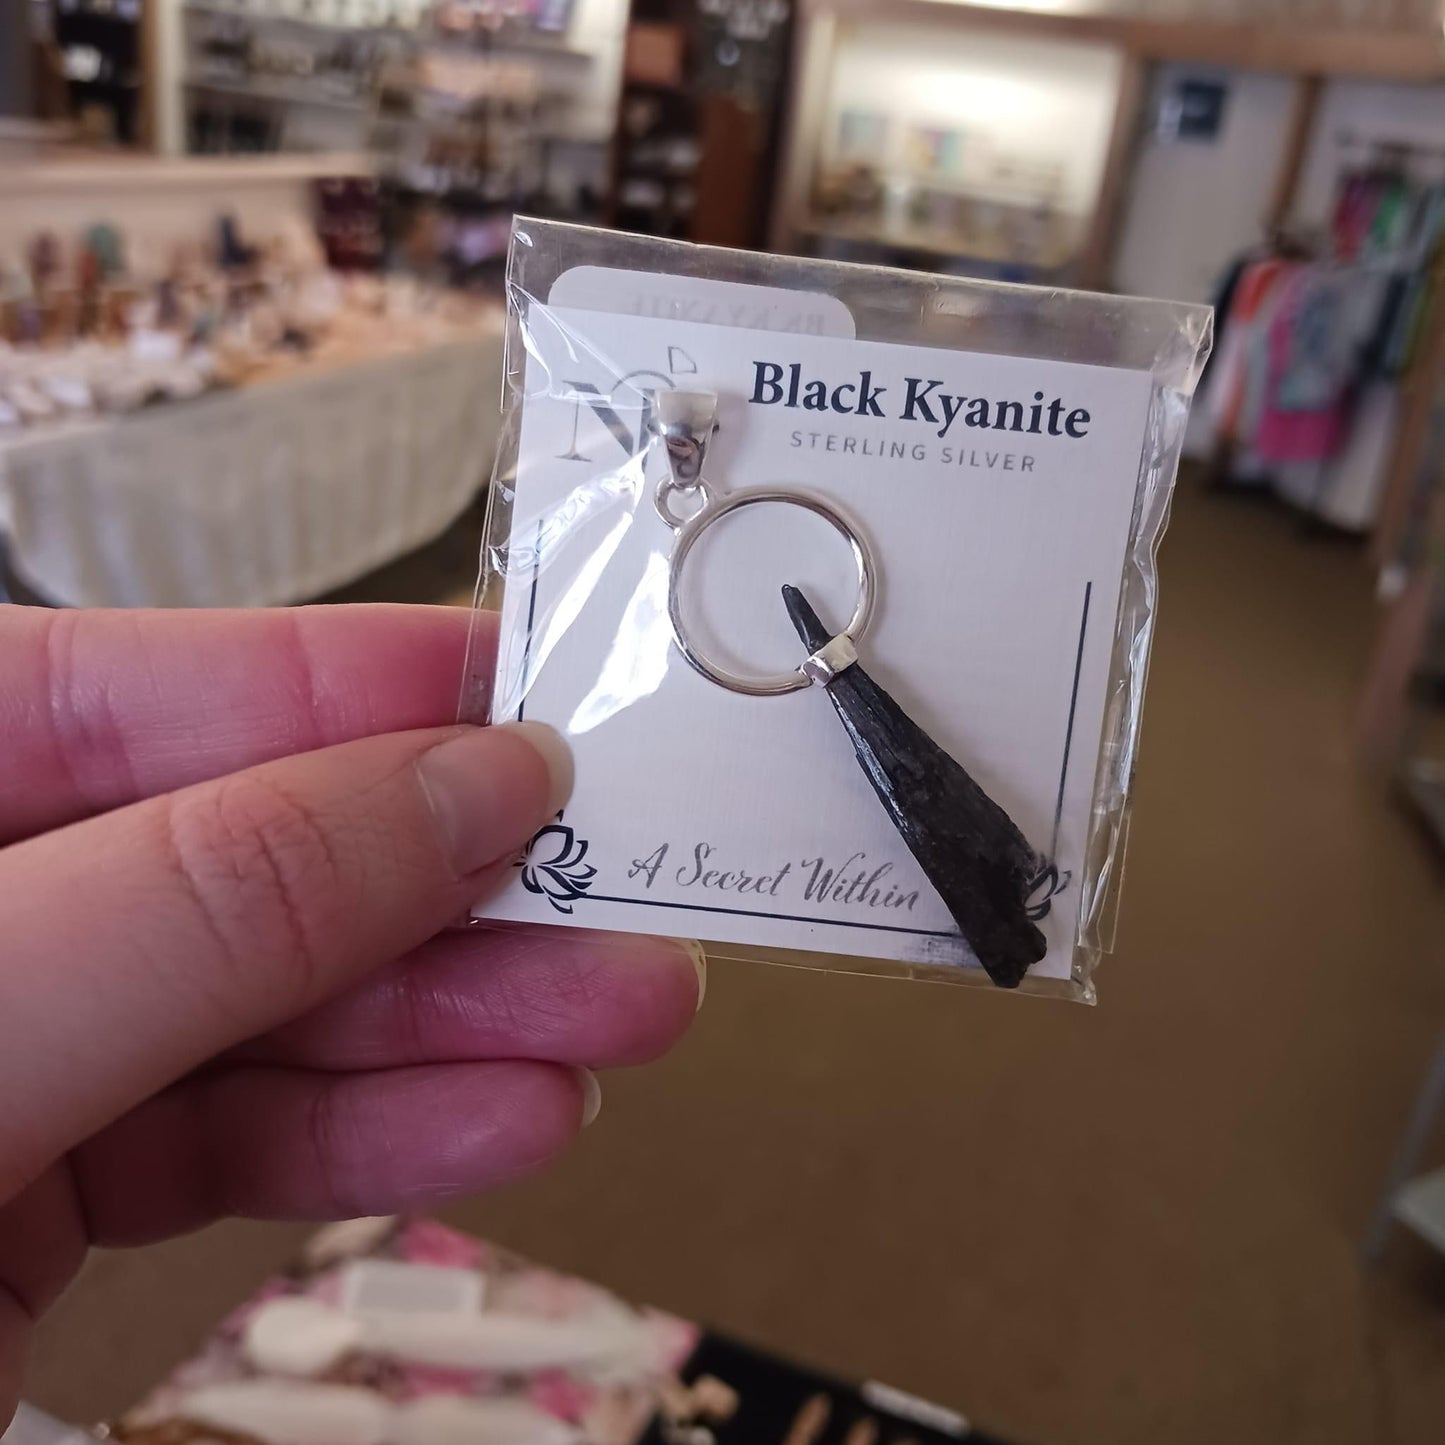 Black Kyanite
STERLING SILVER
A Secret Within